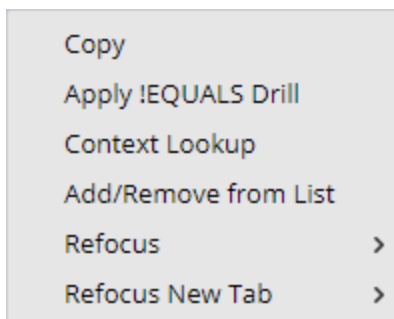 Copy
Apply !EQUALS Drill
Context Lookup
Add/Remove from List
Refocus
Refocus New Tab